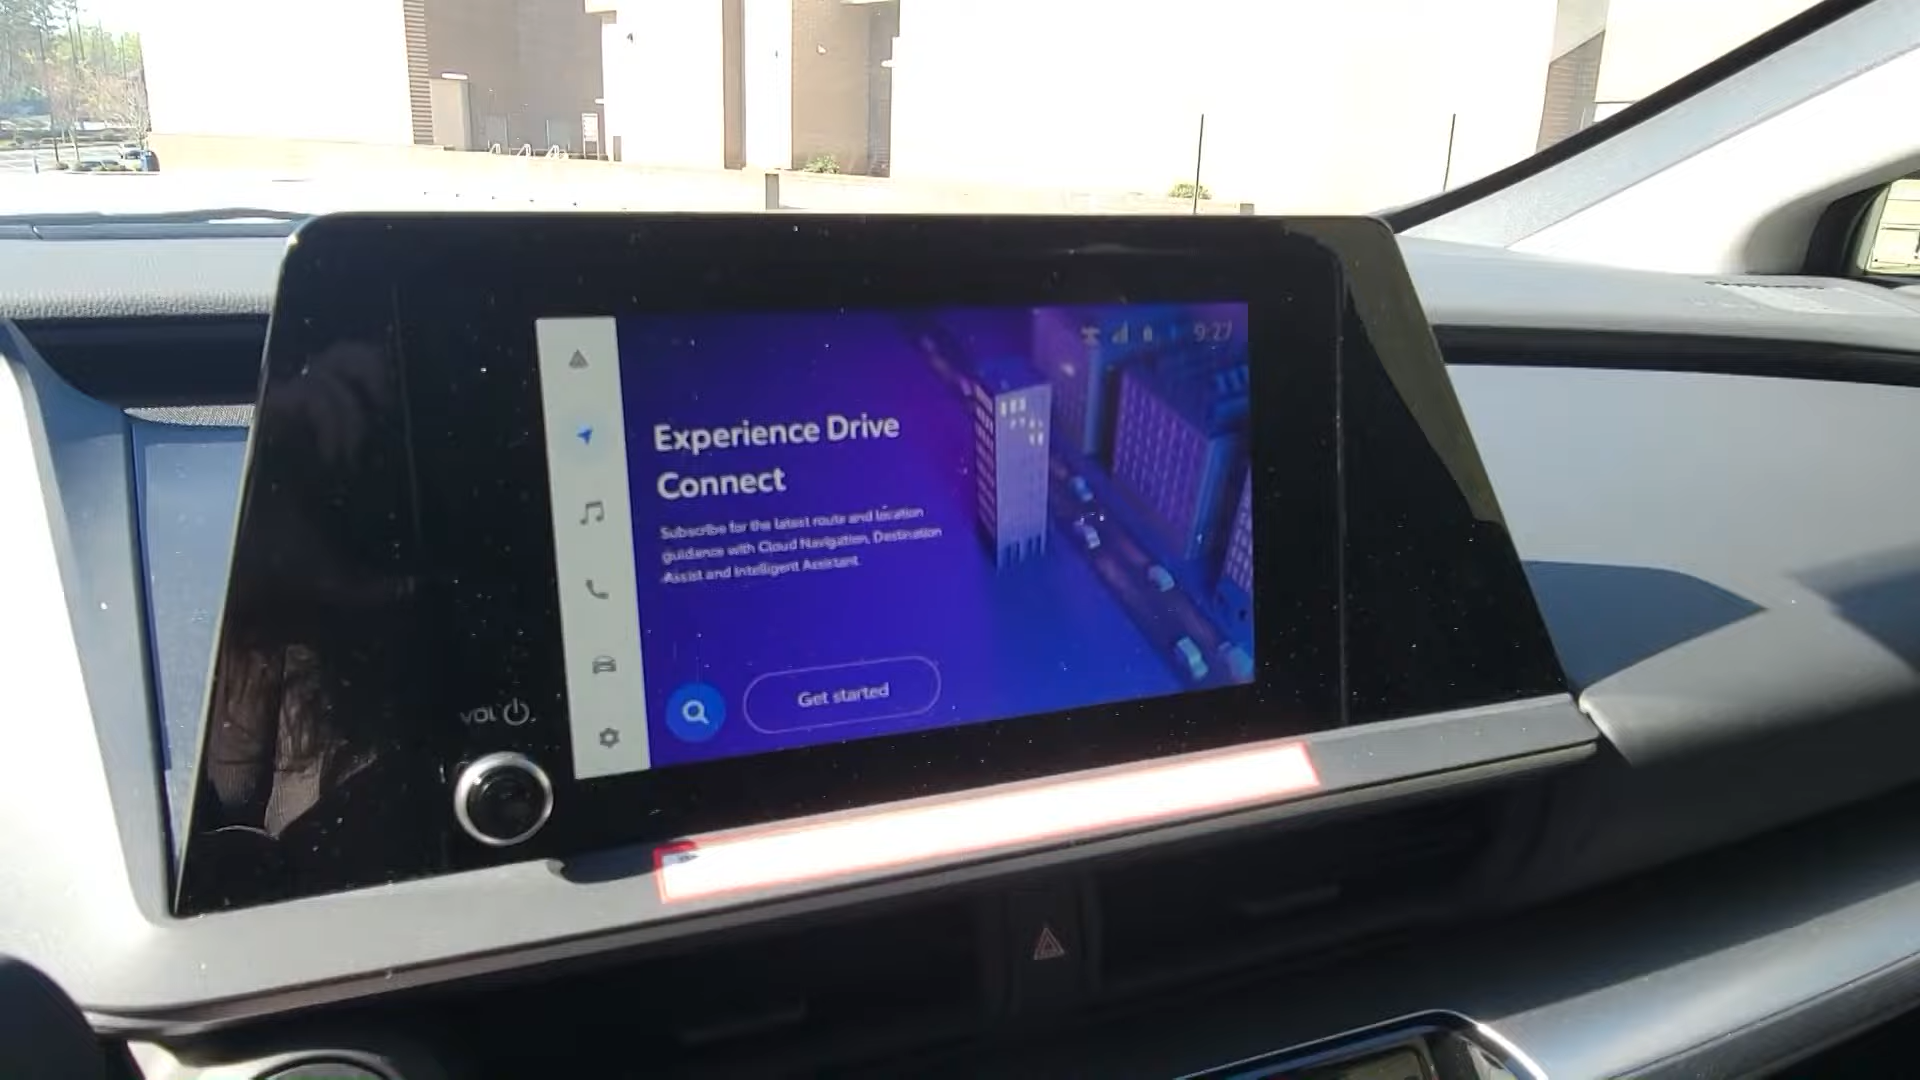 9:27
Experience Drive
Connect
Subscribe for the latest route and location
guidance with Cloud Navigation, Destination
Assist and Intelligent Assistant
Get started
VOL